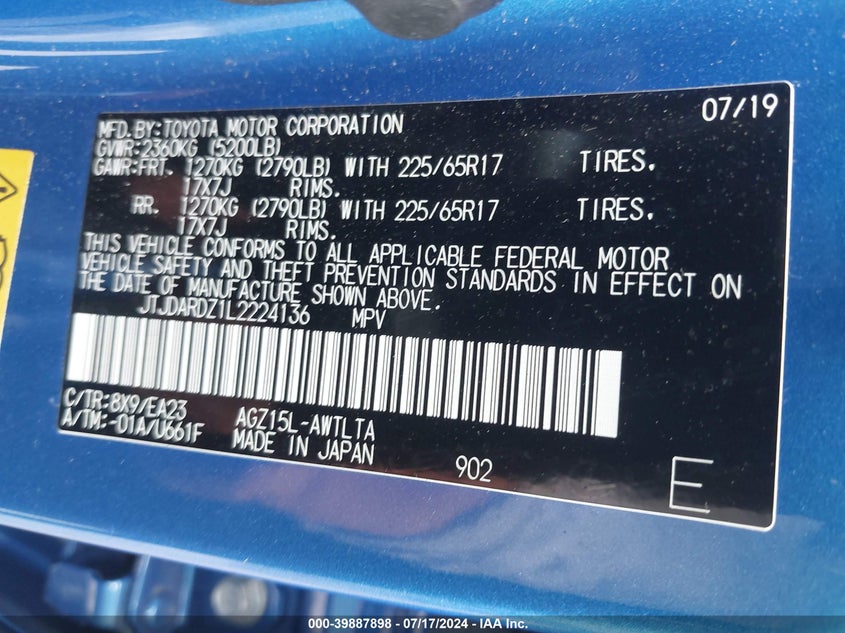 07/19
MFD.BY:TOYOTA MOTOR CORPORATION
GVWR:2360KG (5200LB)
GAWR:FRT. 1270KG (2790LB) WITH 225/65R17 TIRES.
17X7J RIMS.
RR. 1270KG (2790LB) WITH 225/65R17 TIRES.
17X7J RIMS.
THIS VEHICLE CONFORMS TO ALL APPLICABLE FEDERAL MOTOR
VEHICLE SAFETY AND THEFT PREVENTION STANDARDS IN EFFECT ON
THE DATE OF MANUFACTURE SHOWN ABOVE.
JTJDARDZ1L2224136 MPV
C/TR:8X9/EA23 AGZ15L-AWTLTA
A/TM:-01A/U661F MADE IN JAPAN
902
E
000-39887898 - 07/17/2024 - IAA Inc.